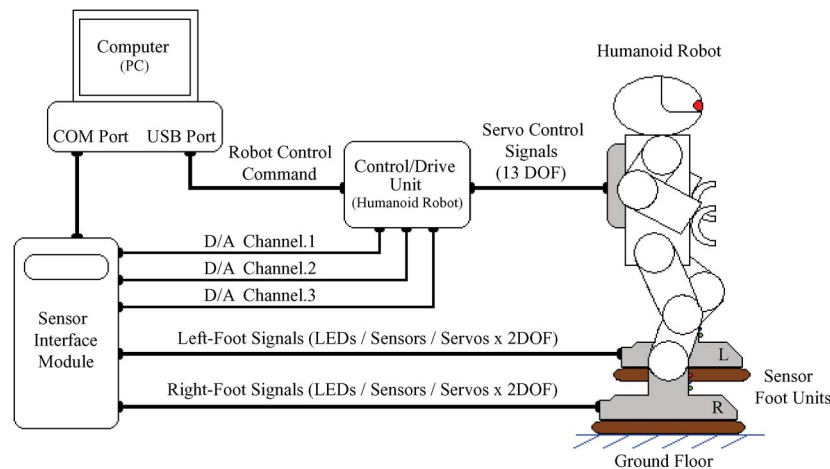 Computer
(PC)
COM Port
USB Port
Robot Control
Command
Control/Drive
Unit
(Humanoid Robot)
Servo Control
Signals
(13 DOF)
Humanoid Robot
D/A Channel.1
D/A Channel.2
D/A Channel.3
Sensor
Interface
Module
Left-Foot Signals (LEDs / Sensors / Servos x 2DOF)
Right-Foot Signals (LEDs / Sensors / Servos x 2DOF)
L
R
Sensor
Foot Units
Ground Floor